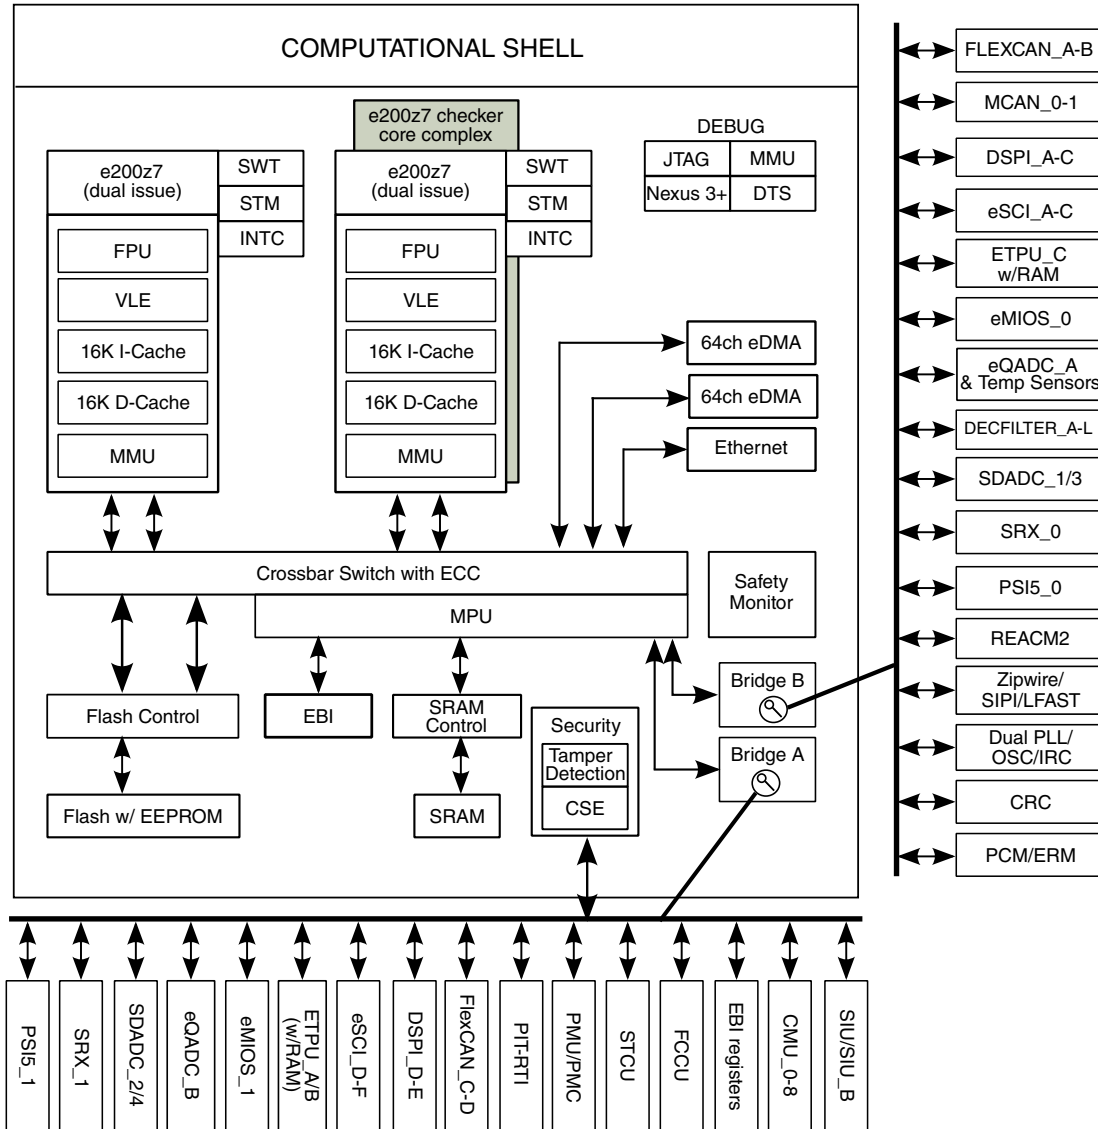 COMPUTATIONAL SHELL
e200z7 checker
core complex
e200z7
(dual issue)
SWT
STM
INTC
FPU
VLE
16K I-Cache
16K D-Cache
MMU
e200z7
(dual issue)
SWT
STM
INTC
FPU
VLE
16K I-Cache
16K D-Cache
MMU
DEBUG
JTAG
MMU
Nexus 3+
DTS
64ch eDMA
64ch eDMA
Ethernet
Crossbar Switch with ECC
MPU
Safety
Monitor
Flash Control
EBI
SRAM
Control
Flash w/ EEPROM
SRAM
Security
Tamper
Detection
CSE
Bridge B
Bridge A
FLEXCAN_A-B
MCAN_0-1
DSPI_A-C
eSCI_A-C
ETPU_C
w/RAM
eMIOS_0
eQADC_A
& Temp Sensors
DECFILTER_A-L
SDADC_1/3
SRX_0
PSI5_0
REACM2
Zipwire/
SIPI/LFAST
Dual PLL/
OSC/IRC
CRC
PCM/ERM
PSI5_1
SRX_1
SDADC_2/4
eQADC_B
eMIOS_1
ETPU_A/B
(w/RAM)
eSCI_D-F
DSPI_D-E
FlexCAN_C-D
PIT-RTI
PMU/PMC
STCU
FCCU
EBI registers
CMU_0-8
SIU/SIU_B